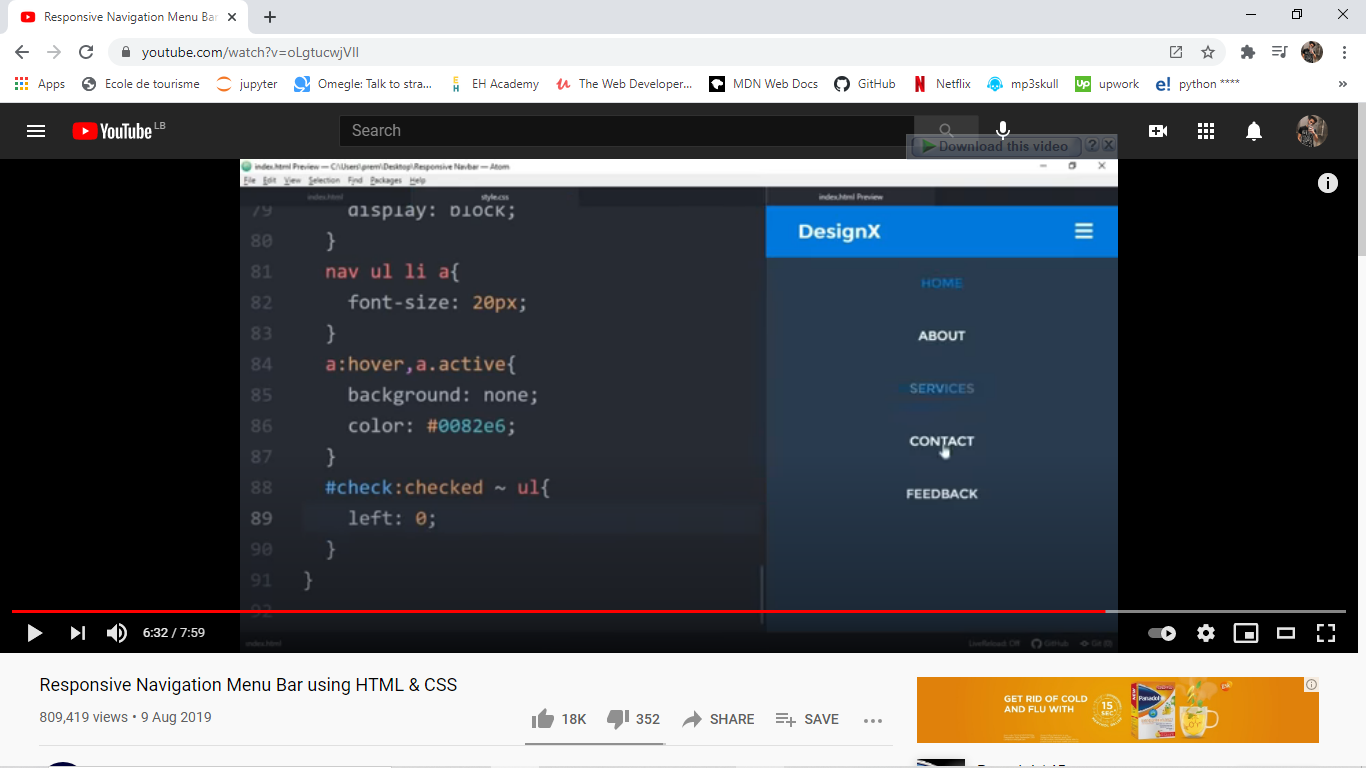 Responsive Navigation Menu Bar
youtube.com/watch?v=oLgtucwjVII
Apps
Ecole de tourisme
jupyter
Omegle: Talk to stra...
EH Academy
The Web Developer...
MDN Web Docs
GitHub
Netflix
mp3skull
Up
upwork
e!
python ****
»
YouTube LB
Search
Download this video
index.html Preview — C:\Users\prem\Desktop\Responsive Navbar — Atom
File Edit View Selection Find Packages Help
index.html
style.css
index.html Preview
79 display: block;
80 }
81 nav ul li a{
82 font-size: 20px;
83 }
84 a:hover,a.active{
85 background: none;
86 color: #0082e6;
87 }
88 #check:checked ~ ul{
89 left: 0;
90 }
91 }
92
DesignX
HOME
ABOUT
SERVICES
CONTACT
FEEDBACK
index.html
LiveReload: Off GitHub Git (0)
6:32 / 7:59
Responsive Navigation Menu Bar using HTML & CSS
809,419 views • 9 Aug 2019
18K
352
SHARE
SAVE
GET RID OF COLD
AND FLU WITH
15
SEC
Panadol